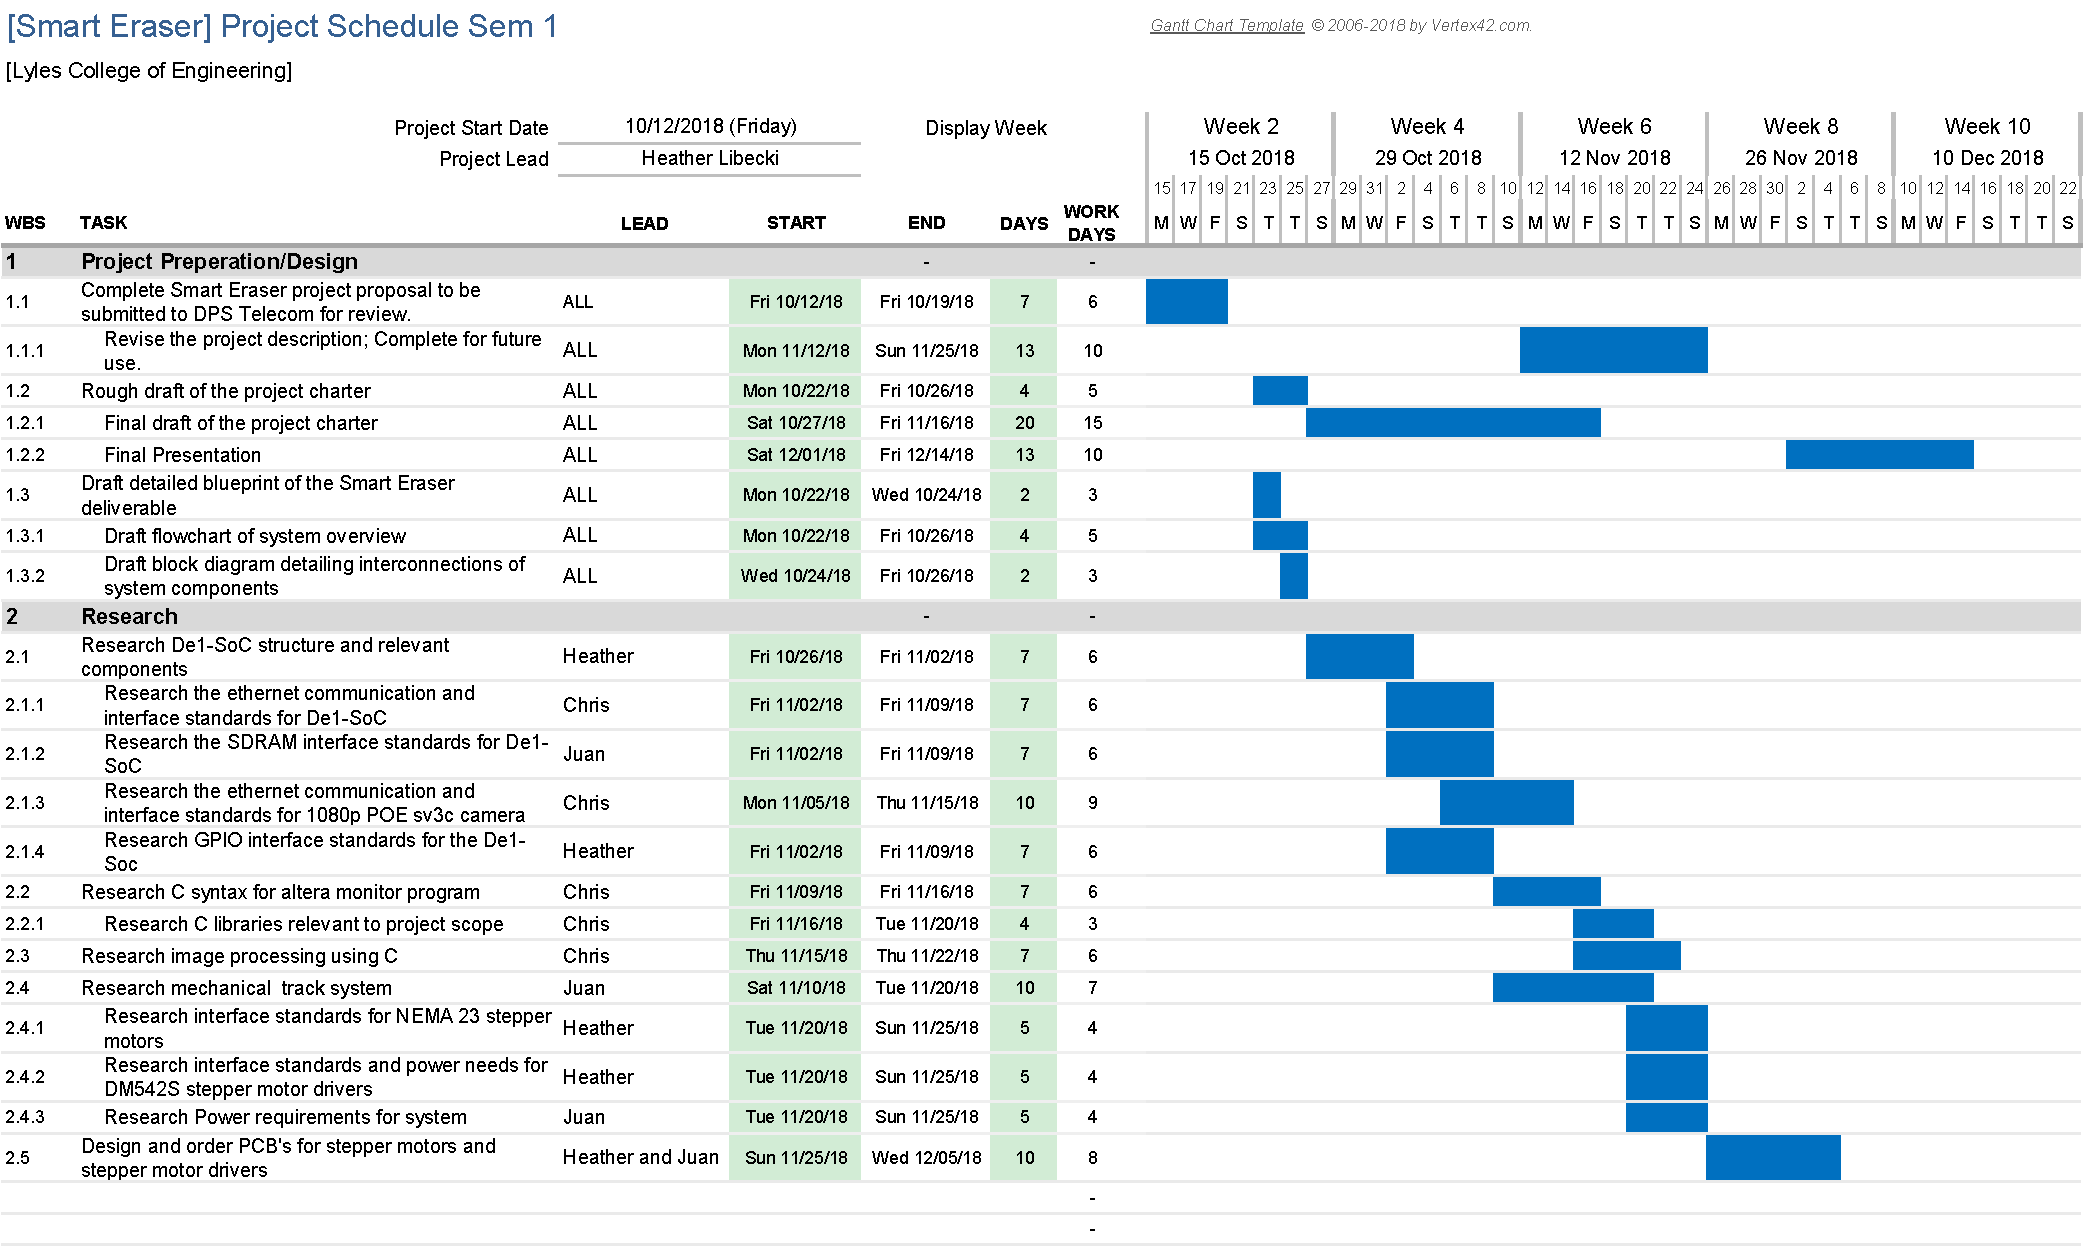 [Smart Eraser] Project Schedule Sem 1
Gantt Chart Template © 2006-2018 by Vertex42.com.
[Lyles College of Engineering]
Project Start Date 10/12/2018 (Friday) Display Week Week 2 Week 4 Week 6 Week 8 Week 10
Project Lead Heather Libecki 15 Oct 2018 29 Oct 2018 12 Nov 2018 26 Nov 2018 10 Dec 2018
15 17 19 21 23 25 27 29 31 2 4 6 8 10 12 14 16 18 20 22 24 26 28 30 2 4 6 8 10 12 14 16 18 20 22
WBS TASK LEAD START END DAYS WORK DAYS M W F S T T S M W F S T T S M W F S T T S M W F S T T S M W F S T T S
1 Project Preperation/Design - -
1.1 Complete Smart Eraser project proposal to be
submitted to DPS Telecom for review. ALL Fri 10/12/18 Fri 10/19/18 7 6
1.1.1 Revise the project description; Complete for future
use. ALL Mon 11/12/18 Sun 11/25/18 13 10
1.2 Rough draft of the project charter ALL Mon 10/22/18 Fri 10/26/18 4 5
1.2.1 Final draft of the project charter ALL Sat 10/27/18 Fri 11/16/18 20 15
1.2.2 Final Presentation ALL Sat 12/01/18 Fri 12/14/18 13 10
1.3 Draft detailed blueprint of the Smart Eraser
deliverable ALL Mon 10/22/18 Wed 10/24/18 2 3
1.3.1 Draft flowchart of system overview ALL Mon 10/22/18 Fri 10/26/18 4 5
1.3.2 Draft block diagram detailing interconnections of
system components ALL Wed 10/24/18 Fri 10/26/18 2 3
2 Research - -
2.1 Research De1-SoC structure and relevant
components Heather Fri 10/26/18 Fri 11/02/18 7 6
2.1.1 Research the ethernet communication and
interface standards for De1-SoC Chris Fri 11/02/18 Fri 11/09/18 7 6
2.1.2 Research the SDRAM interface standards for De1-
SoC Juan Fri 11/02/18 Fri 11/09/18 7 6
2.1.3 Research the ethernet communication and
interface standards for 1080p POE sv3c camera Chris Mon 11/05/18 Thu 11/15/18 10 9
2.1.4 Research GPIO interface standards for the De1-
Soc Heather Fri 11/02/18 Fri 11/09/18 7 6
2.2 Research C syntax for altera monitor program Chris Fri 11/09/18 Fri 11/16/18 7 6
2.2.1 Research C libraries relevant to project scope Chris Fri 11/16/18 Tue 11/20/18 4 3
2.3 Research image processing using C Chris Thu 11/15/18 Thu 11/22/18 7 6
2.4 Research mechanical track system Juan Sat 11/10/18 Tue 11/20/18 10 7
2.4.1 Research interface standards for NEMA 23 stepper
motors Heather Tue 11/20/18 Sun 11/25/18 5 4
2.4.2 Research interface standards and power needs for
DM542S stepper motor drivers Heather Tue 11/20/18 Sun 11/25/18 5 4
2.4.3 Research Power requirements for system Juan Tue 11/20/18 Sun 11/25/18 5 4
2.5 Design and order PCB's for stepper motors and
stepper motor drivers Heather and Juan Sun 11/25/18 Wed 12/05/18 10 8
-
-